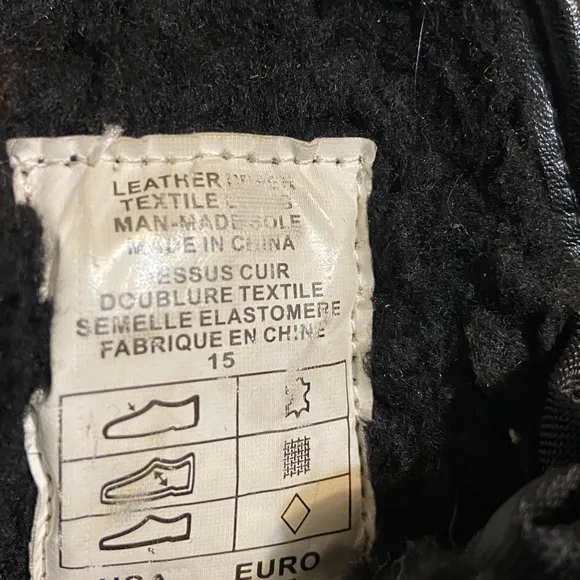 LEATHER
TEXTILE
MAN-MADE SOLE
MADE IN CHINA
DESSUS CUIR
DOUBLURE TEXTILE
SEMELLE ELASTOMERE
FABRIQUE EN CHINE
15
USA EURO